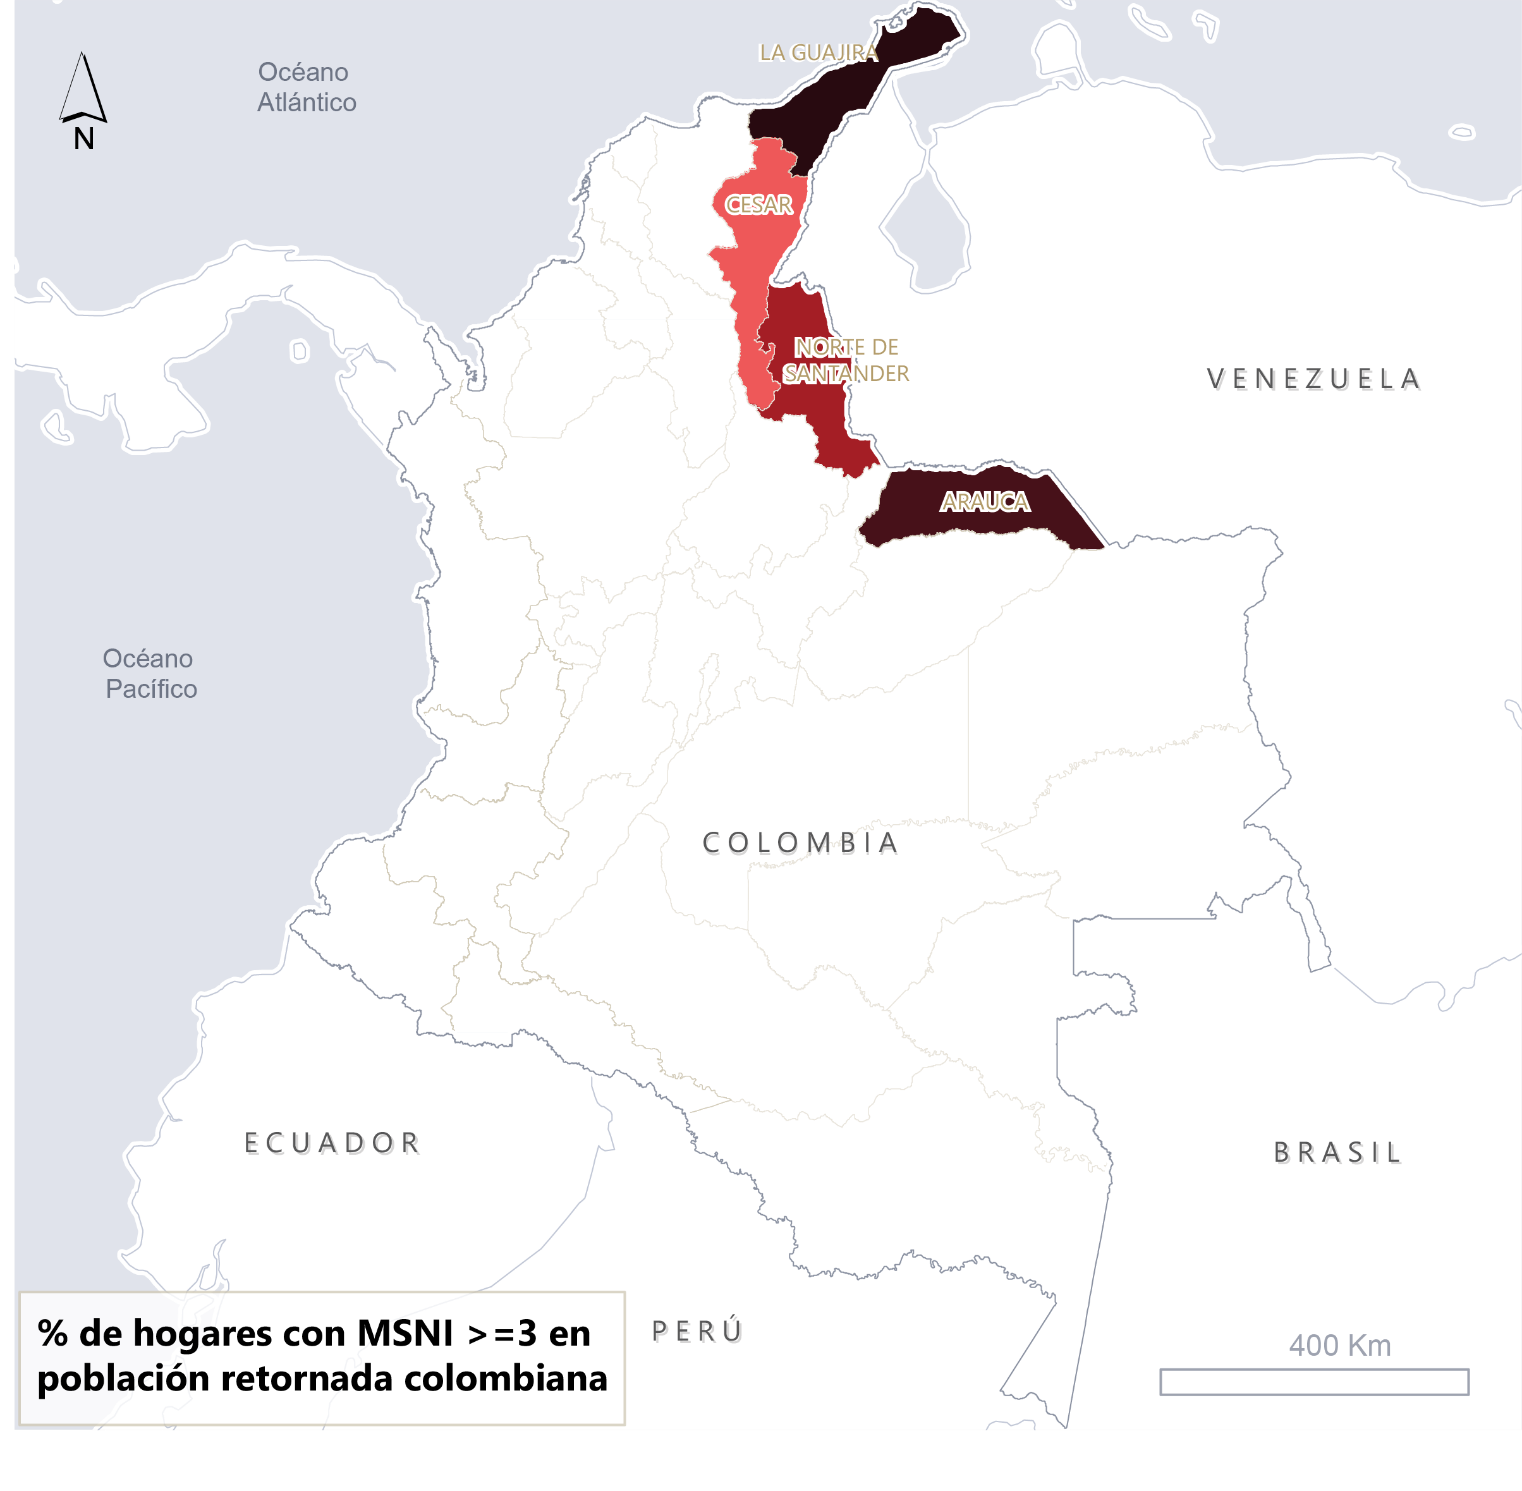 LA GUAJIRA
Océano
Atlántico
N
CESAR
NORTE DE
SANTANDER
VENEZUELA
ARAUCA
Océano
Pacífico
COLOMBIA
ECUADOR
BRASIL
PERÚ
% de hogares con MSNI >=3 en
población retornada colombiana
400 Km